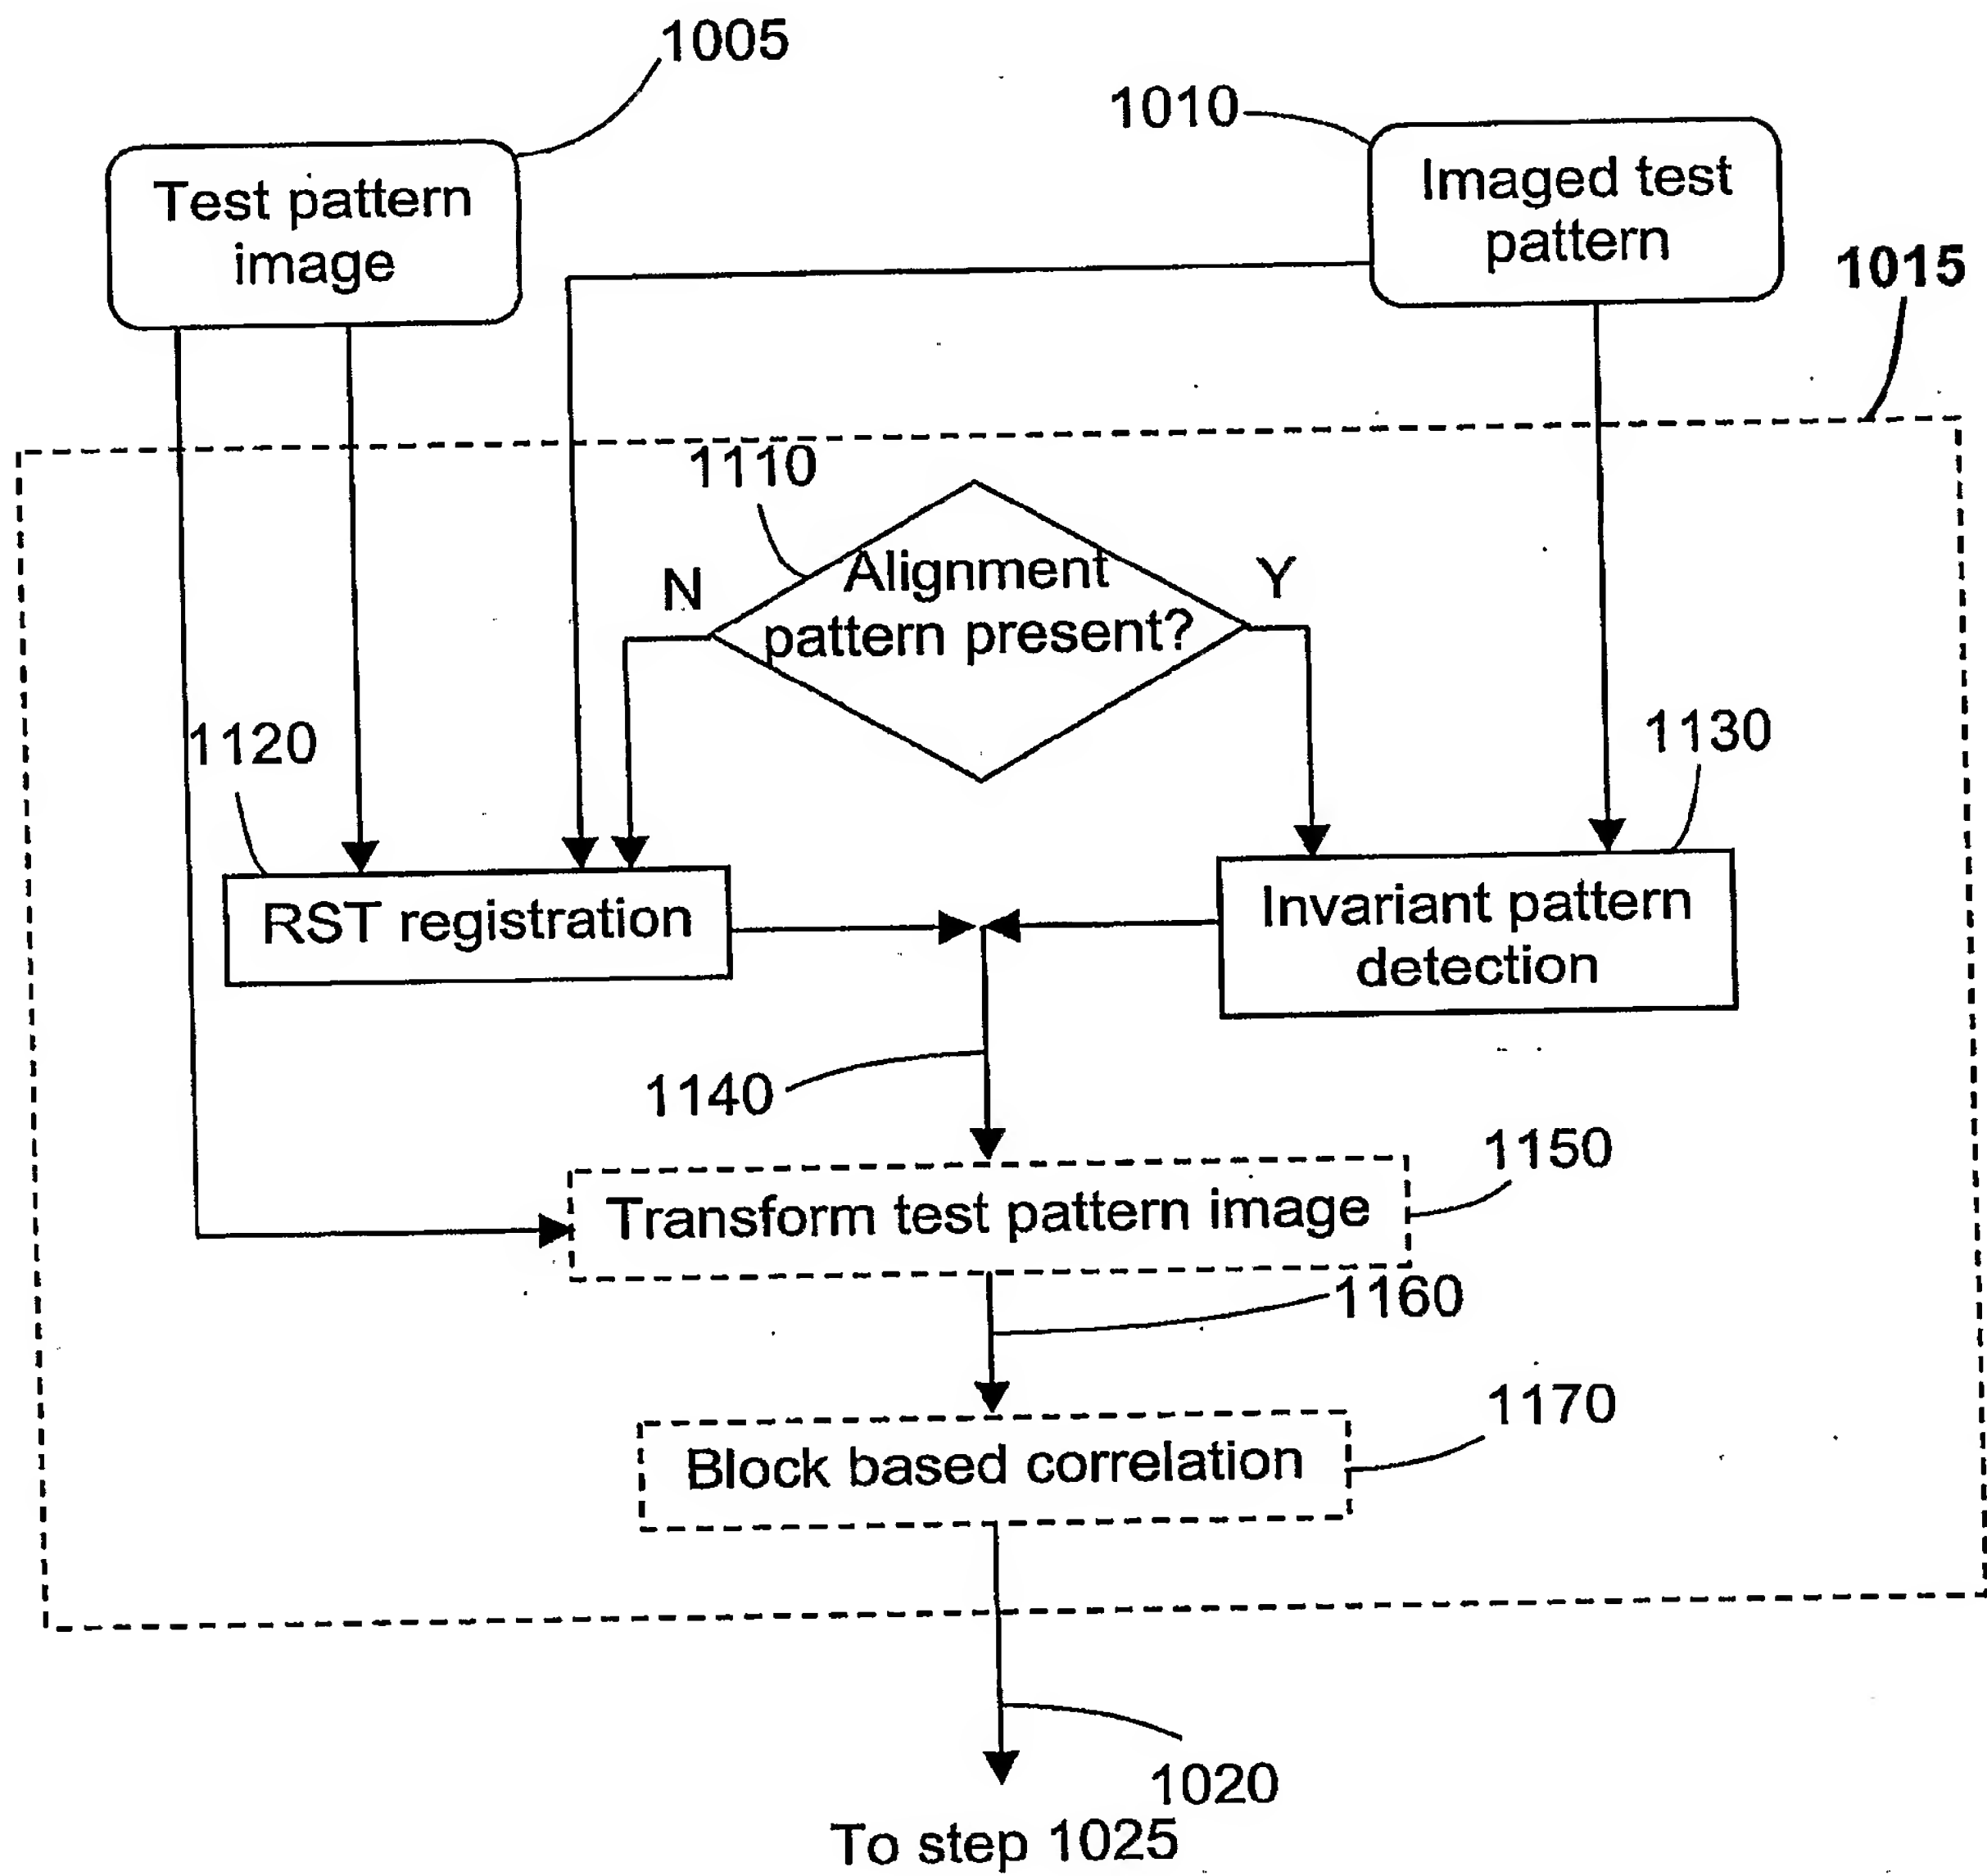 1005
1010
Test pattern
image
Imaged test
pattern
1015
1110
N
Alignment
pattern present?
Y
1120
1130
RST registration
Invariant pattern
detection
1140
1150
Transform test pattern image
1160
1170
Block based correlation
1020
To step 1025